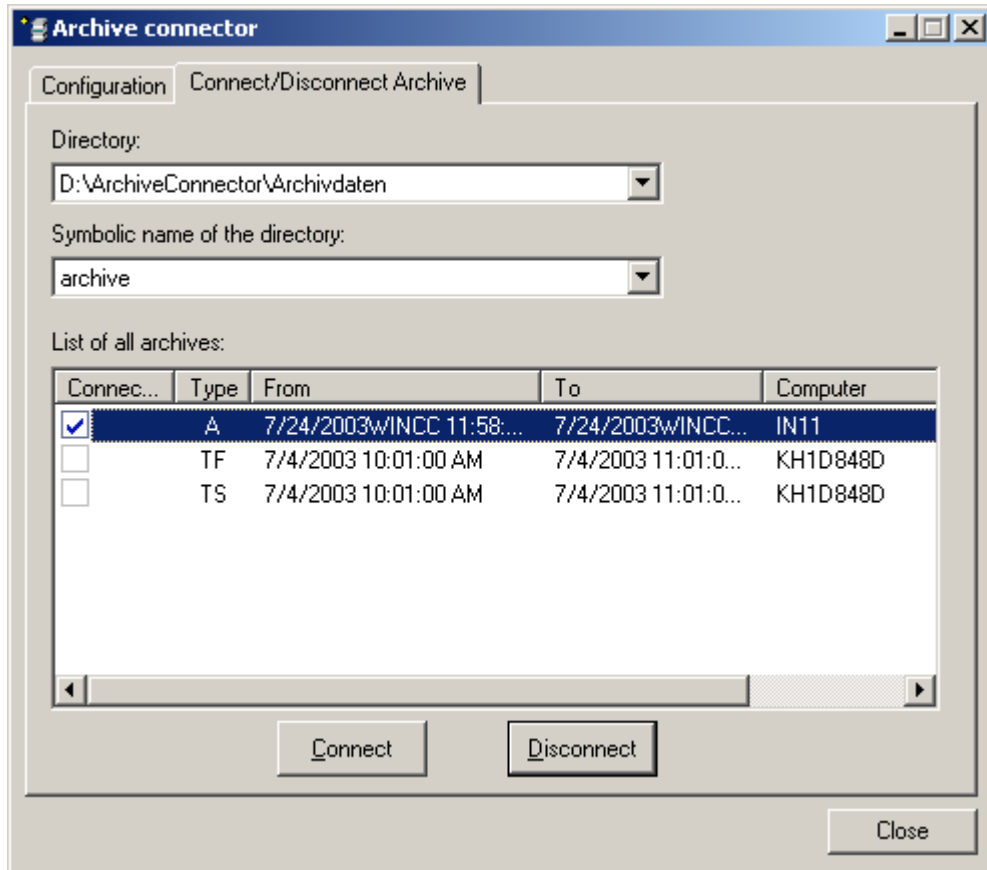 Archive connector
Configuration Connect/Disconnect Archive
Directory:
D:\ArchiveConnector\Archivdaten
Symbolic name of the directory:
archive
List of all archives:
Connec... Type From To Computer
A 7/24/2003WINCC 11:58:... 7/24/2003WINCC... IN11
TF 7/4/2003 10:01:00 AM 7/4/2003 11:01:0... KH1D848D
TS 7/4/2003 10:01:00 AM 7/4/2003 11:01:0... KH1D848D
Connect Disconnect
Close